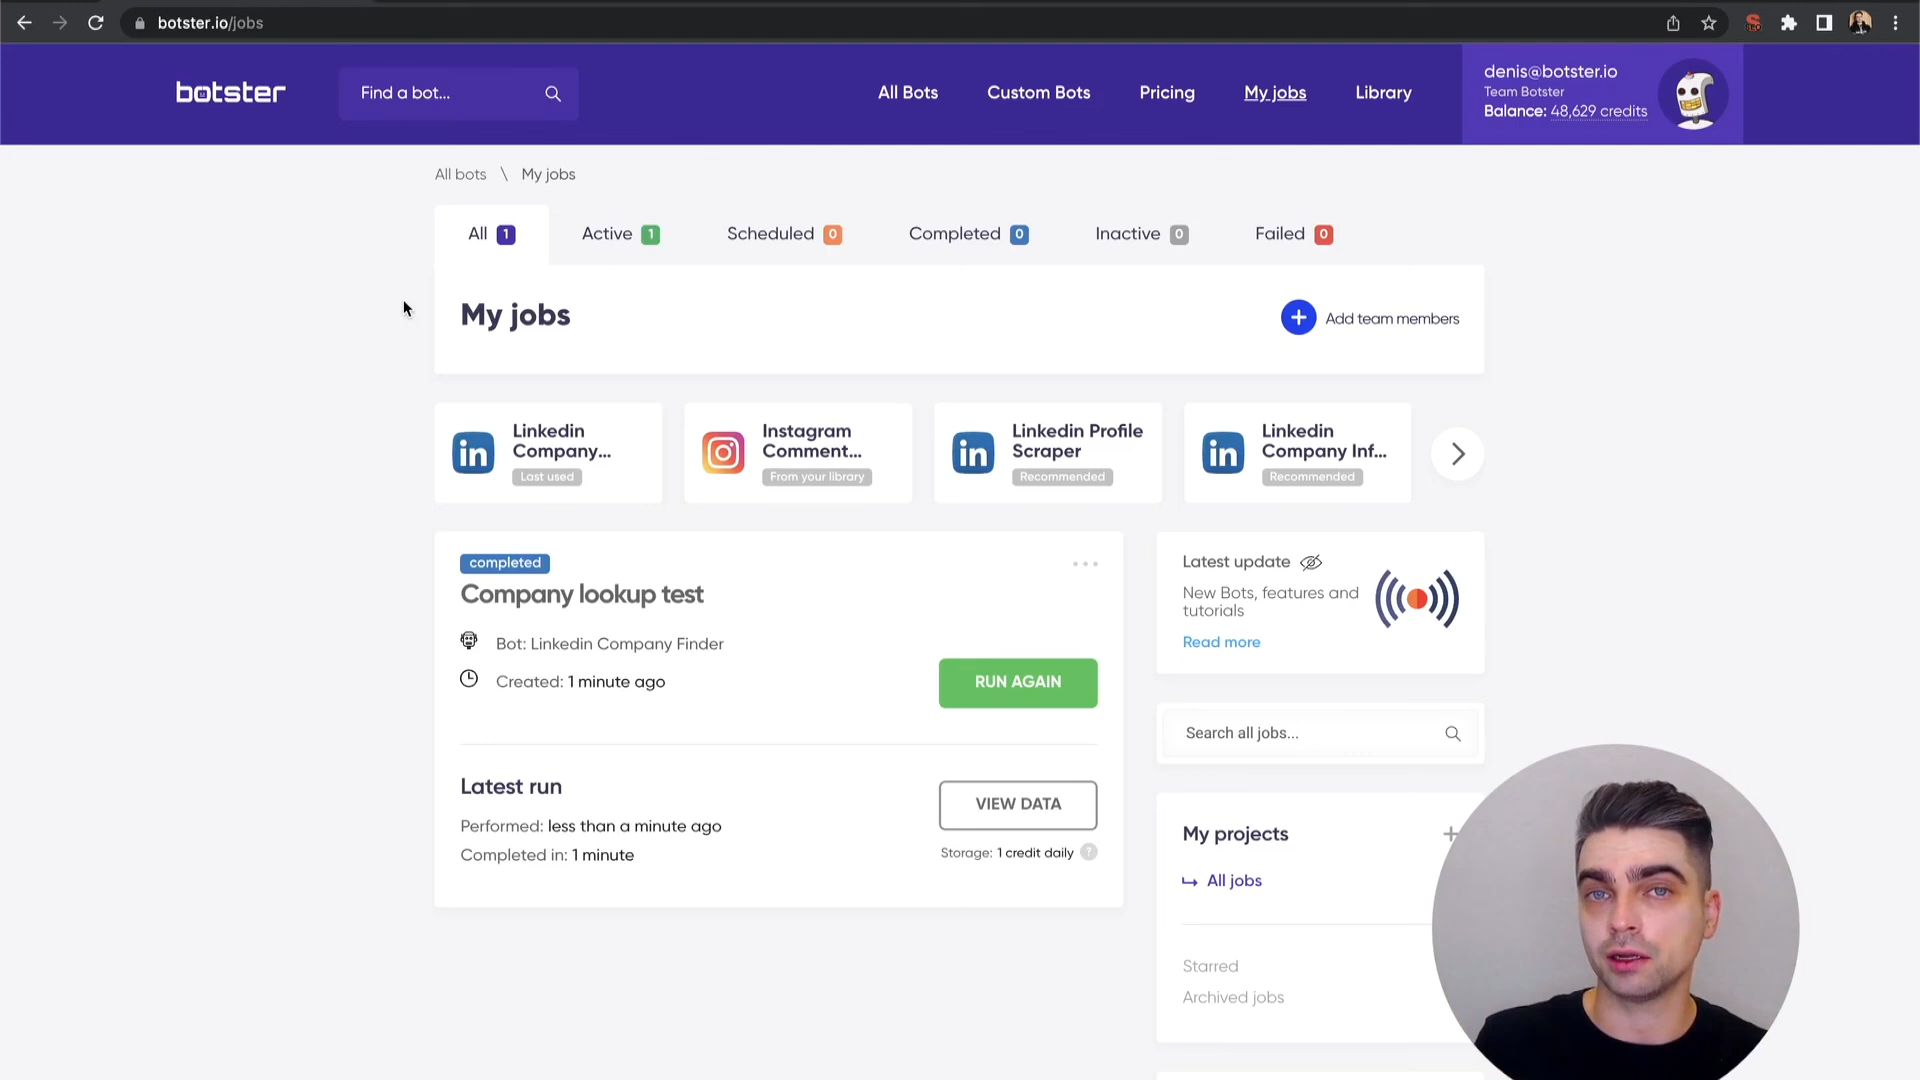 botster.io/jobs
SEO
botster
Find a bot...
All Bots
Custom Bots
Pricing
My jobs
Library
denis@botster.io
Team Botster
Balance: 48,629 credits
All bots \ My jobs
All 1
Active 1
Scheduled 0
Completed 0
Inactive 0
Failed 0
My jobs
Add team members
Linkedin
Company...
Last used
Instagram
Comment...
From your library
Linkedin Profile
Scraper
Recommended
Linkedin
Company Inf...
Recommended
completed
Company lookup test
Bot: Linkedin Company Finder
Created: 1 minute ago
RUN AGAIN
Latest run
Performed: less than a minute ago
Completed in: 1 minute
VIEW DATA
Storage: 1 credit daily ?
Latest update
New Bots, features and
tutorials
Read more
Search all jobs...
My projects
All jobs
Starred
Archived jobs